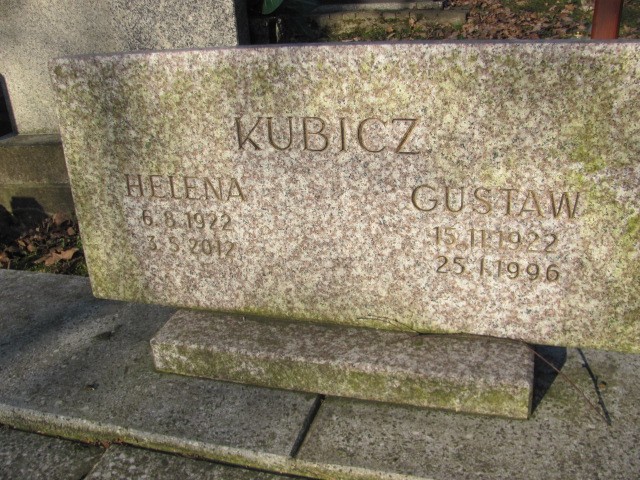 KUBICZ
HELENA
6.8.1922
3.5.2012
GUSTAW
15.11.1922
25.1.1996